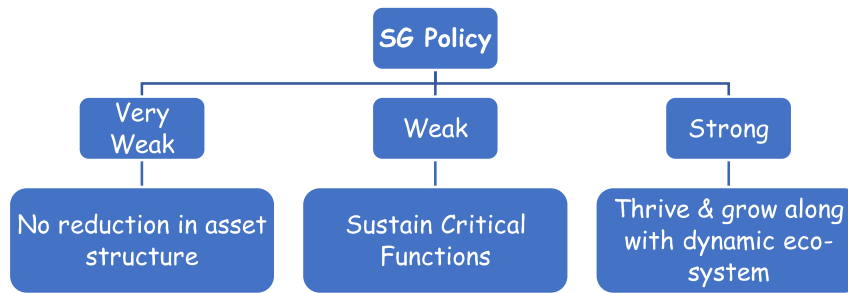 SG Policy
Very
Weak
Weak
Strong
No reduction in asset
structure
Sustain Critical
Functions
Thrive & grow along
with dynamic eco-
system